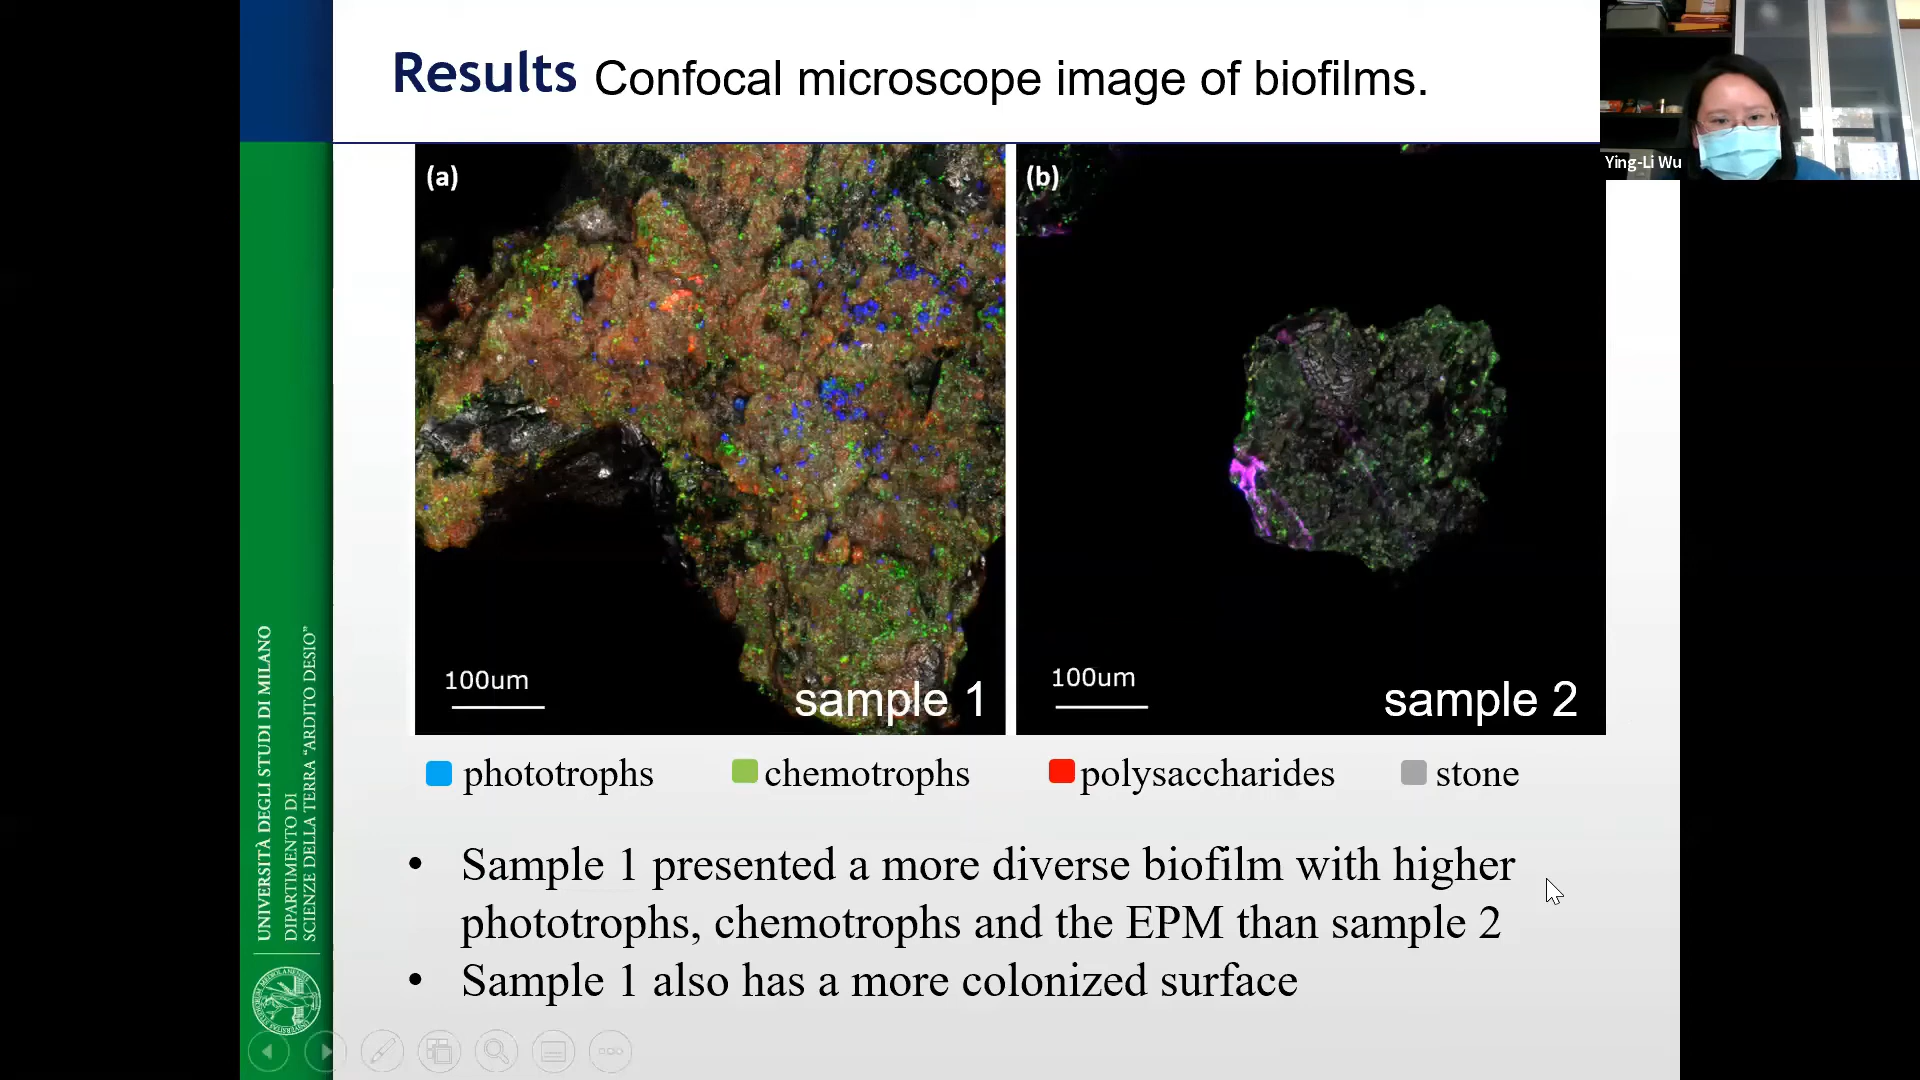 Results Confocal microscope image of biofilms.
Ying-Li Wu
(a)
100um
sample 1
(b)
100um
sample 2
phototrophs
chemotrophs
polysaccharides
stone
• Sample 1 presented a more diverse biofilm with higher
phototrophs, chemotrophs and the EPM than sample 2
• Sample 1 also has a more colonized surface
UNIVERSITÀ DEGLI STUDI DI MILANO
DIPARTIMENTO DI
SCIENZE DELLA TERRA "ARDITO DESIO"